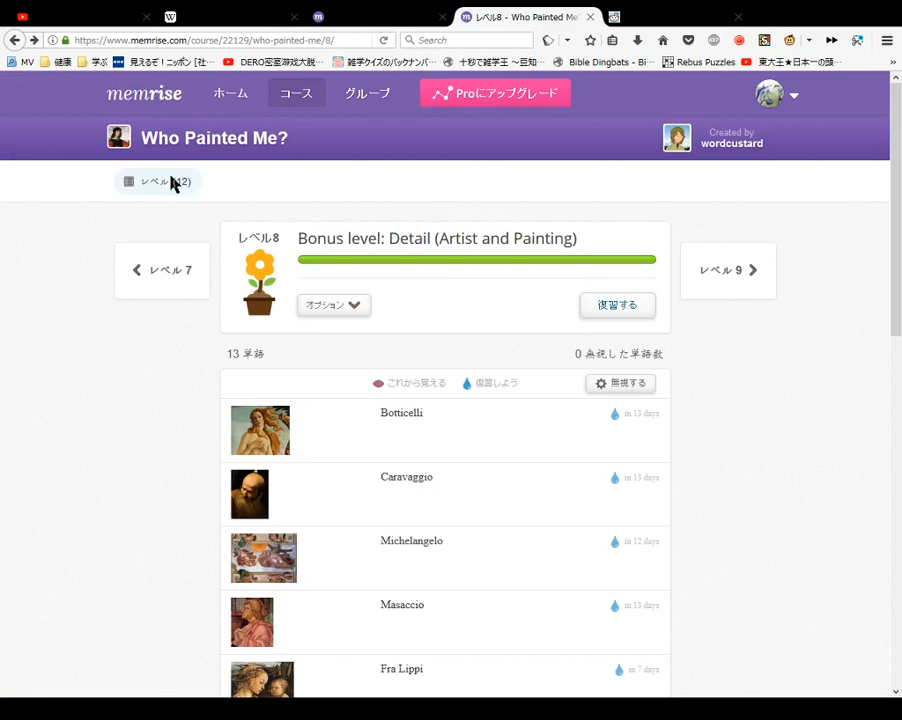 レベル8 - Who Painted Me?
https://www.memrise.com/course/22129/who-painted-me/8/
Search
MV
健康
学ぶ
見えるぞ！ニッポン [社…
DERO密室游戏大脱…
雑学クイズのバックナンバ…
十秒で雑学王 ～豆知…
Bible Dingbats - Bi…
Rebus Puzzles
東大王★日本一の頭…
memrise
ホーム
コース
グループ
Proにアップグレード
Who Painted Me?
Created by
wordcustard
レベル 12)
レベル 7
レベル8
Bonus level: Detail (Artist and Painting)
オプション
復習する
レベル 9
13 単語
0 無視した単語数
これから覚える
復習しよう
無視する
Botticelli
in 13 days
Caravaggio
in 13 days
Michelangelo
in 12 days
Masaccio
in 13 days
Fra Lippi
in 7 days